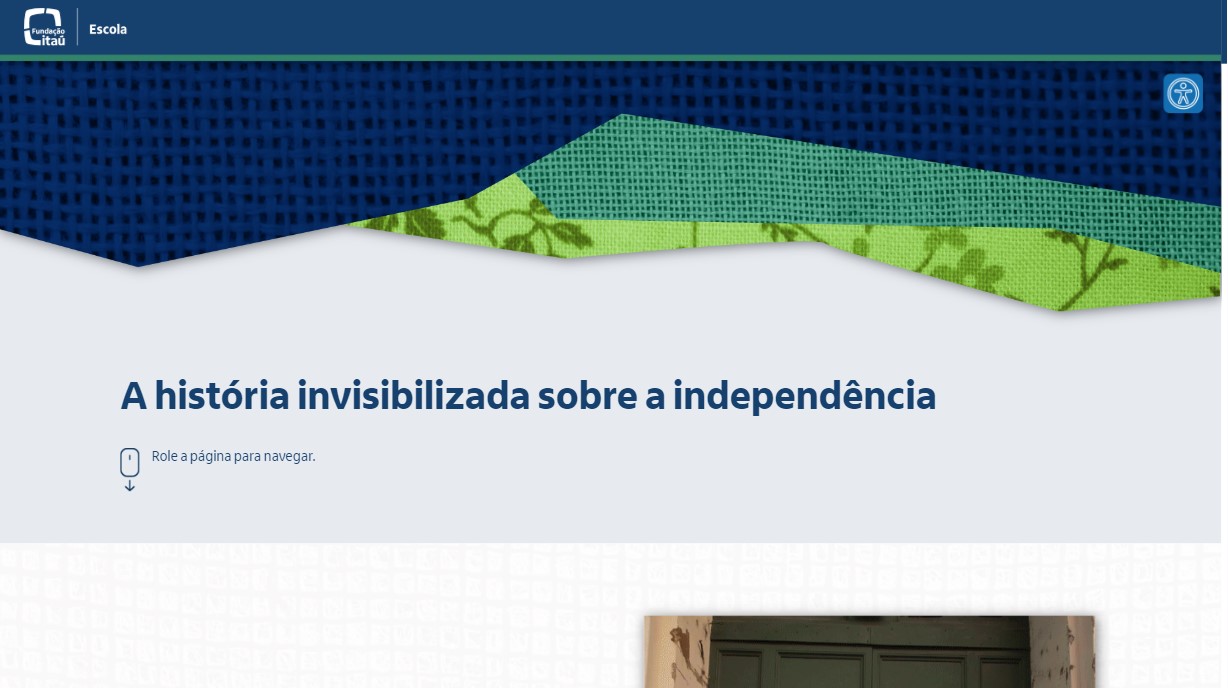 Fundação
itaú
Escola
A história invisibilizada sobre a independência
Role a página para navegar.